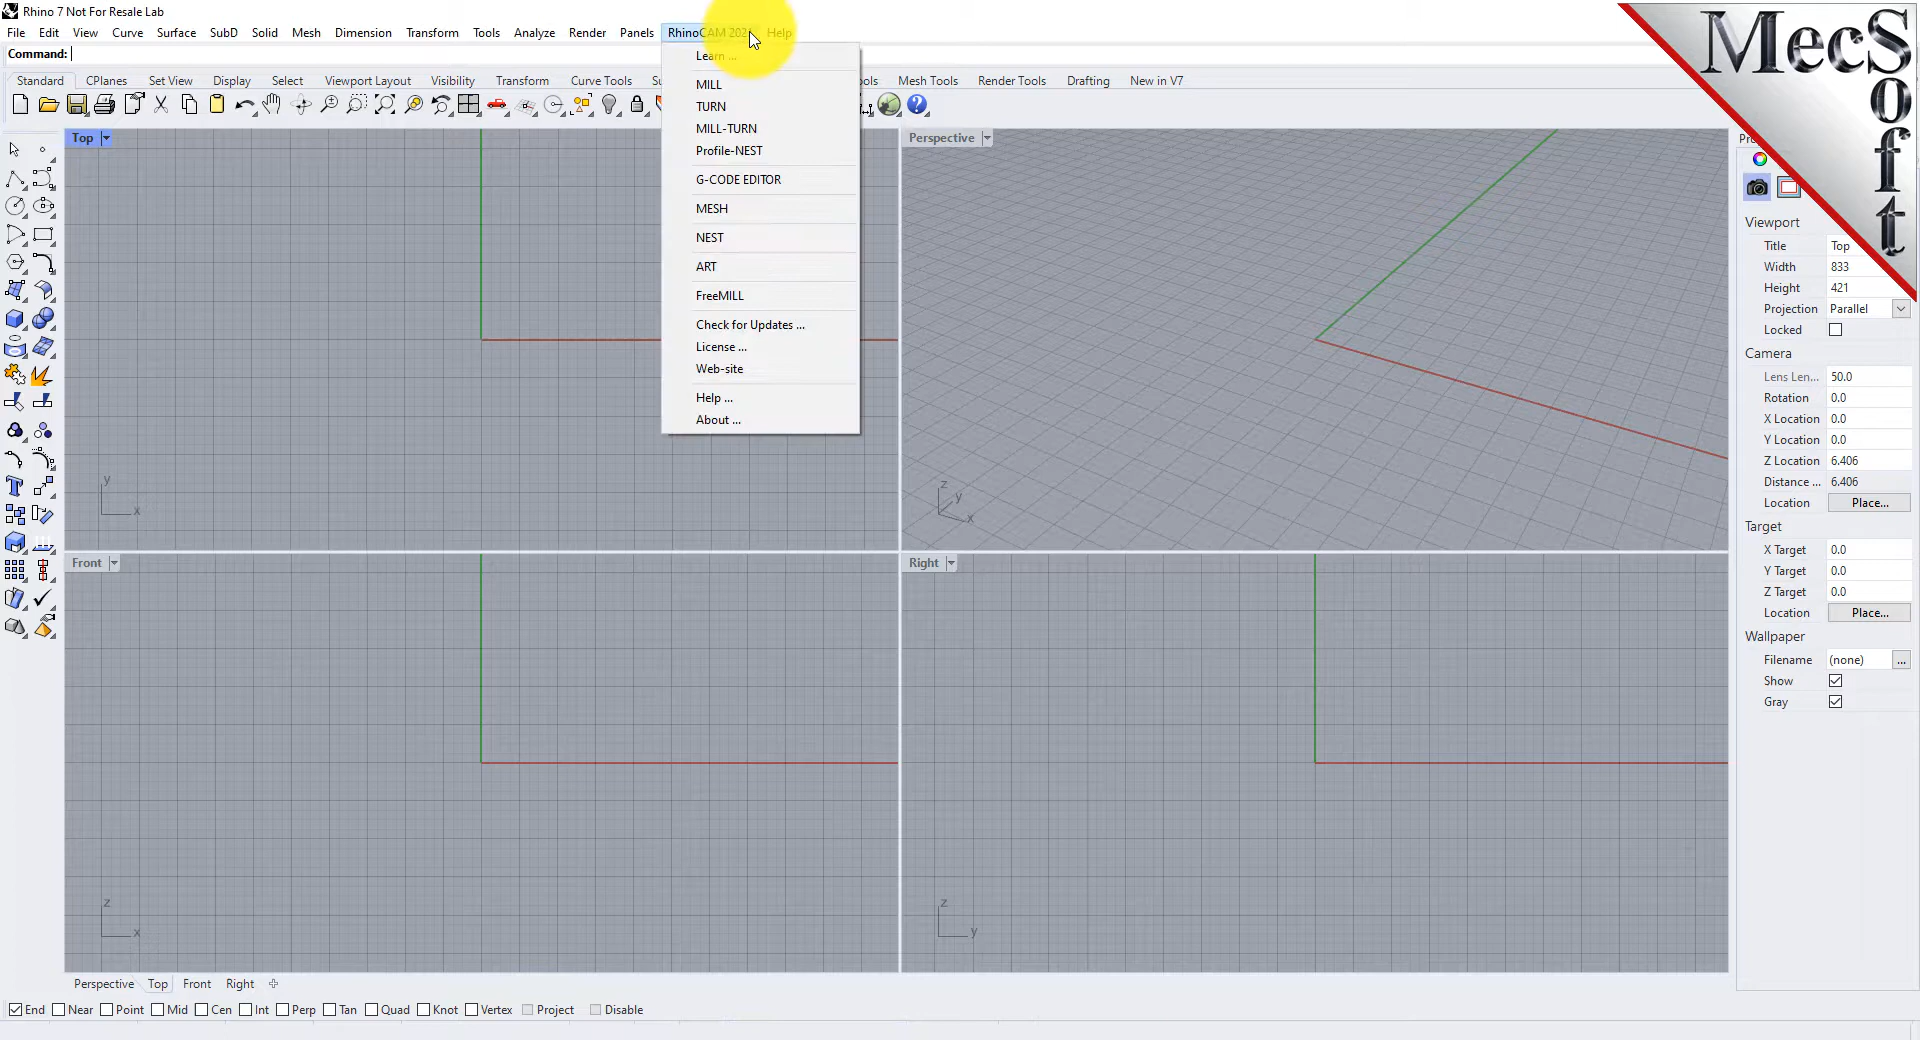 Rhino 7 Not For Resale Lab
File Edit View Curve Surface SubD Solid Mesh Dimension Transform Tools Analyze Render Panels RhinoCAM 202 Help
Command:
Standard CPlanes Set View Display Select Viewport Layout Visibility Transform Curve Tools Mesh Tools Render Tools Drafting New in V7
Learn ...
MILL
TURN
MILL-TURN
Profile-NEST
G-CODE EDITOR
MESH
NEST
ART
FreeMILL
Check for Updates ...
License ...
Web-site
Help ...
About ...
Top
y
x
Perspective
z
y
x
Front
z
x
Right
z
y
MecSoft
Viewport
Title Top
Width 833
Height 421
Projection Parallel
Locked
Camera
Lens Len... 50.0
Rotation 0.0
X Location 0.0
Y Location 0.0
Z Location 6.406
Distance ... 6.406
Location Place...
Target
X Target 0.0
Y Target 0.0
Z Target 0.0
Location Place...
Wallpaper
Filename (none) ...
Show
Gray
Perspective Top Front Right
End Near Point Mid Cen Int Perp Tan Quad Knot Vertex Project Disable